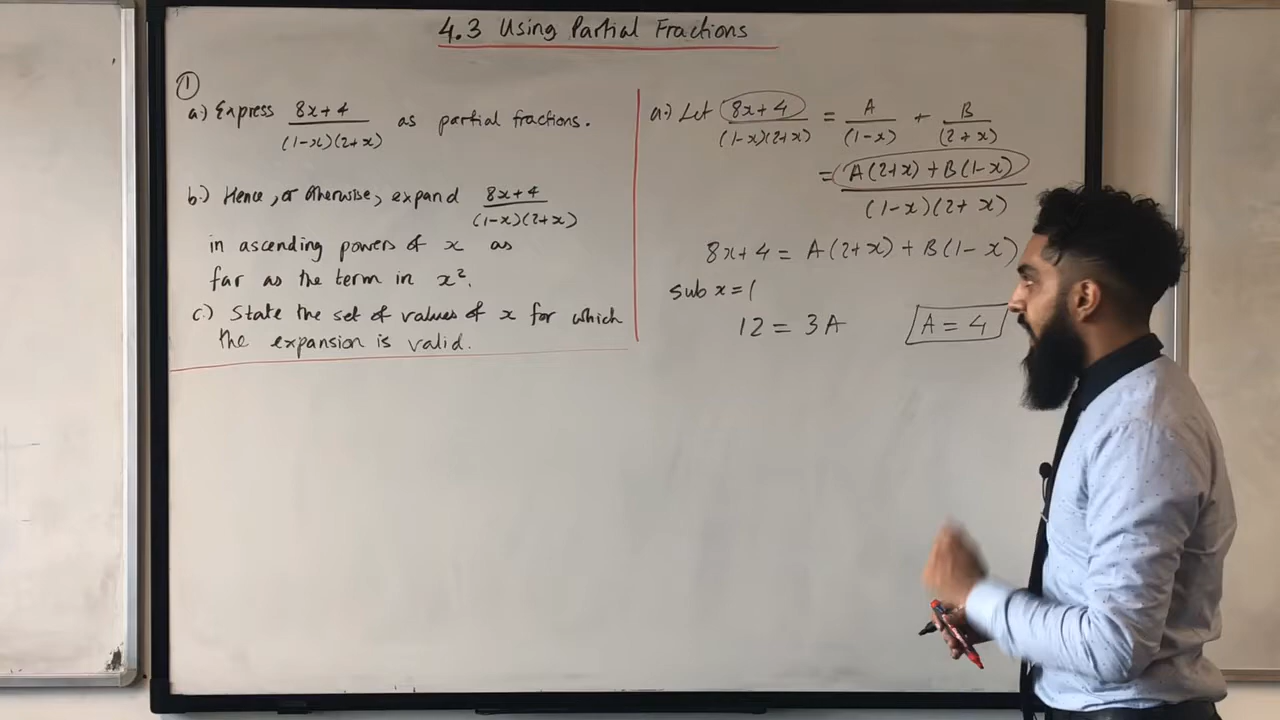 4.3 Using Partial Fractions
①
a.) Express 8x+4 / (1-x)(2+x) as partial fractions.
b.) Hence, or otherwise, expand 8x+4 / (1-x)(2+x)
in ascending powers of x as
far as the term in x².
c.) State the set of values of x for which
the expansion is valid.
a.) Let 8x+4 / (1-x)(2+x) = A / (1-x) + B / (2+x)
= A(2+x) + B(1-x) / (1-x)(2+x)
8x+4 = A(2+x) + B(1-x)
sub x = 1
12 = 3A A = 4